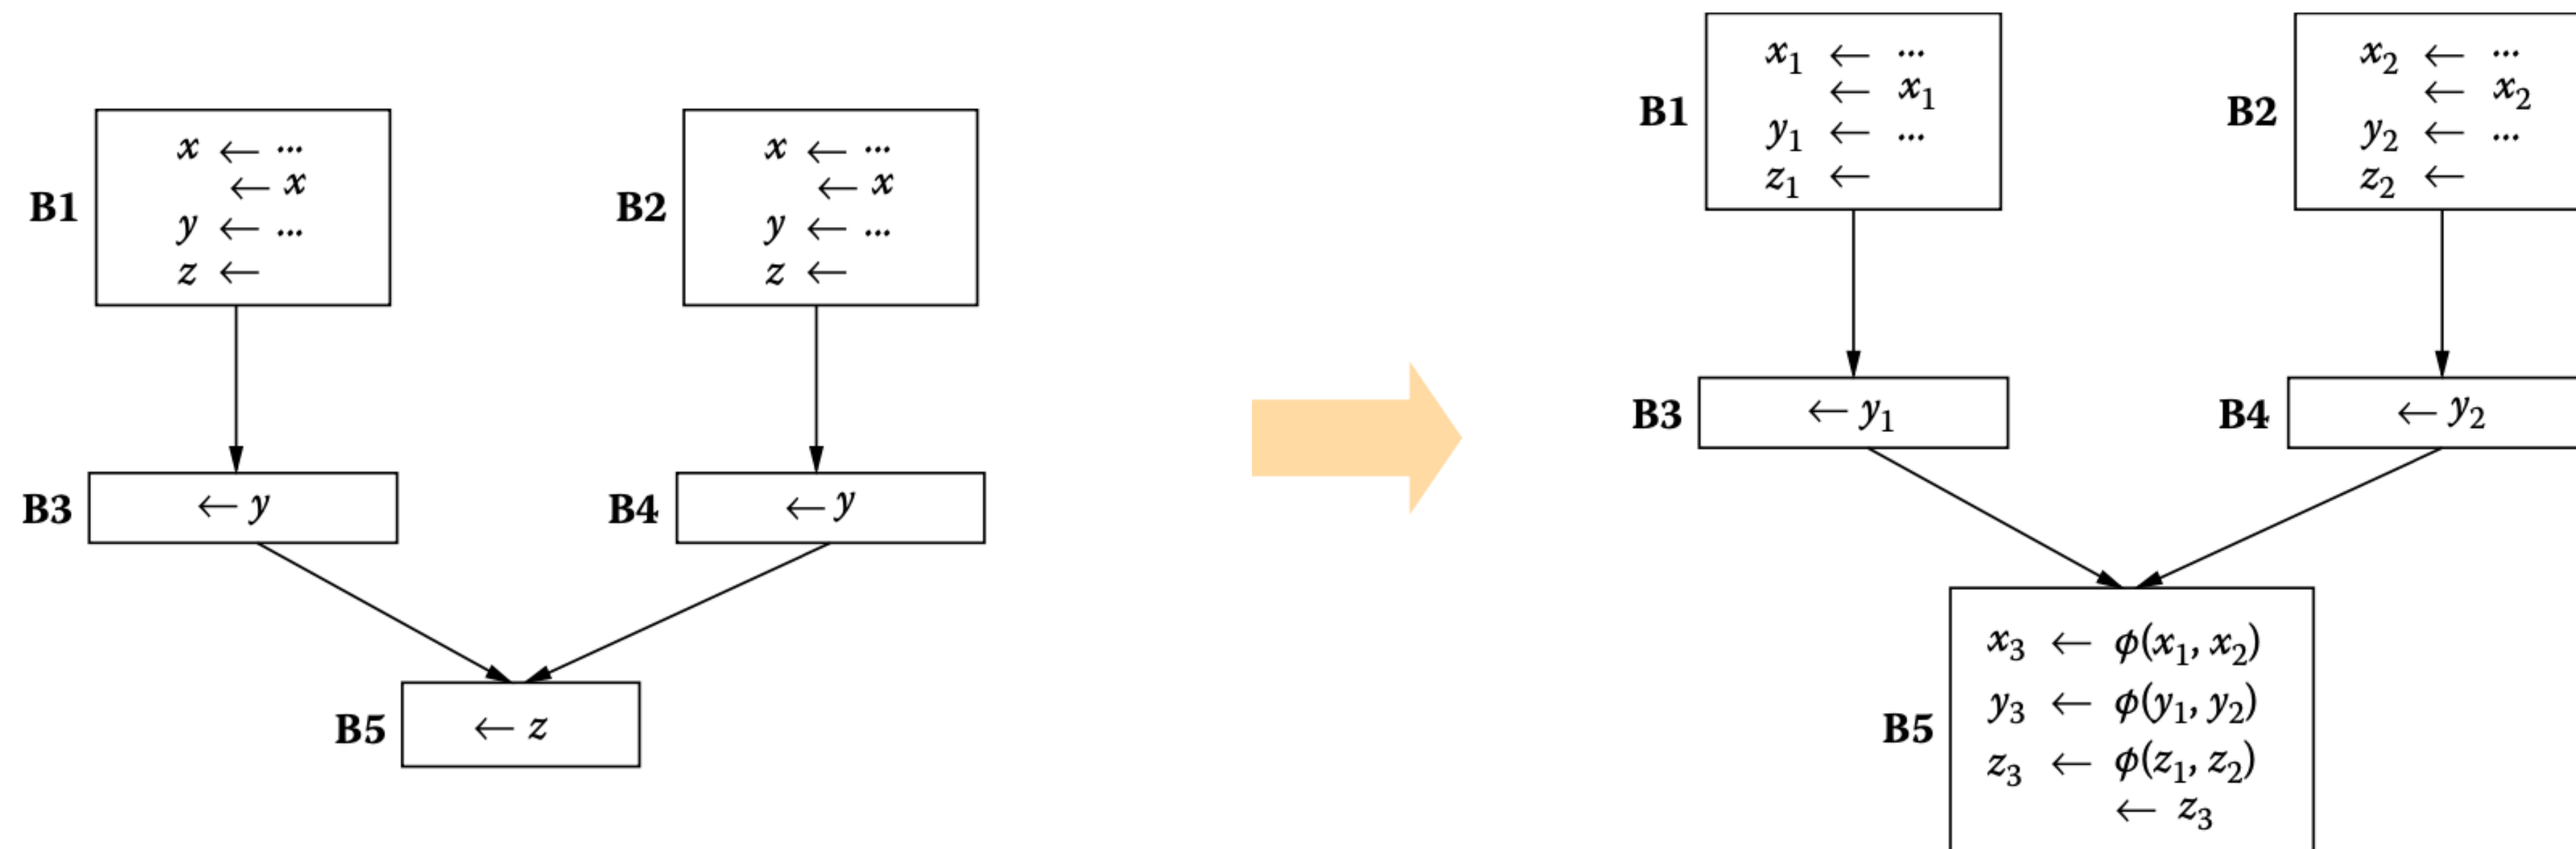 B1
x ← ...
← x
y ← ...
z ←
B2
x ← ...
← x
y ← ...
z ←
B3
← y
B4
← y
B5
← z
B1
x₁ ← ...
← x₁
y₁ ← ...
z₁ ←
B2
x₂ ← ...
← x₂
y₂ ← ...
z₂ ←
B3
← y₁
B4
← y₂
B5
x₃ ← ϕ(x₁, x₂)
y₃ ← ϕ(y₁, y₂)
z₃ ← ϕ(z₁, z₂)
← z₃